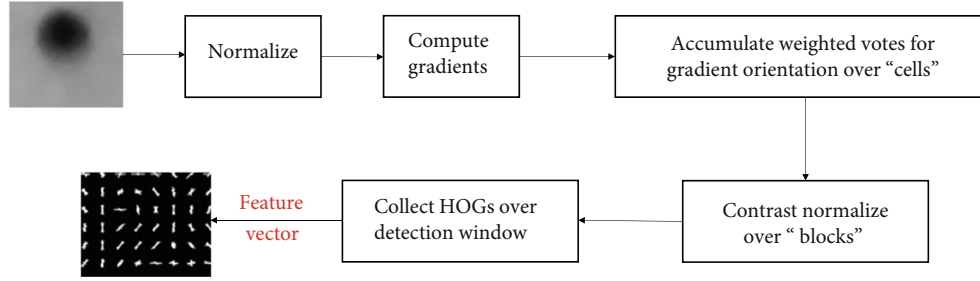 Normalize
Compute
gradients
Accumulate weighted votes for
gradient orientation over “cells”
Contrast normalize
over “ blocks”
Collect HOGs over
detection window
Feature
vector